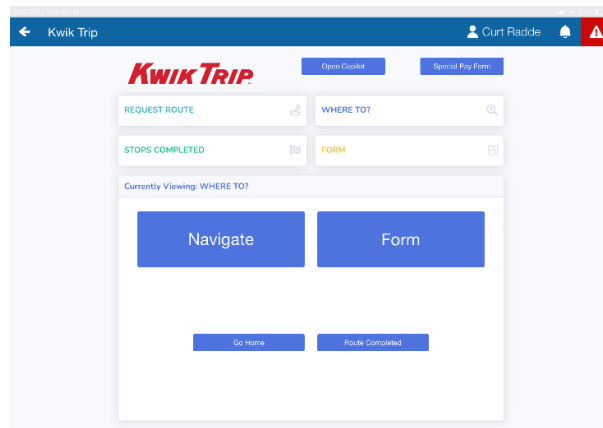 Kwik Trip
Curt Radde
KWIK TRIP
Open Copilot
Special Pay Form
REQUEST ROUTE
WHERE TO?
STOPS COMPLETED
FORM
Currently Viewing: WHERE TO?
Navigate
Form
Go Home
Route Completed